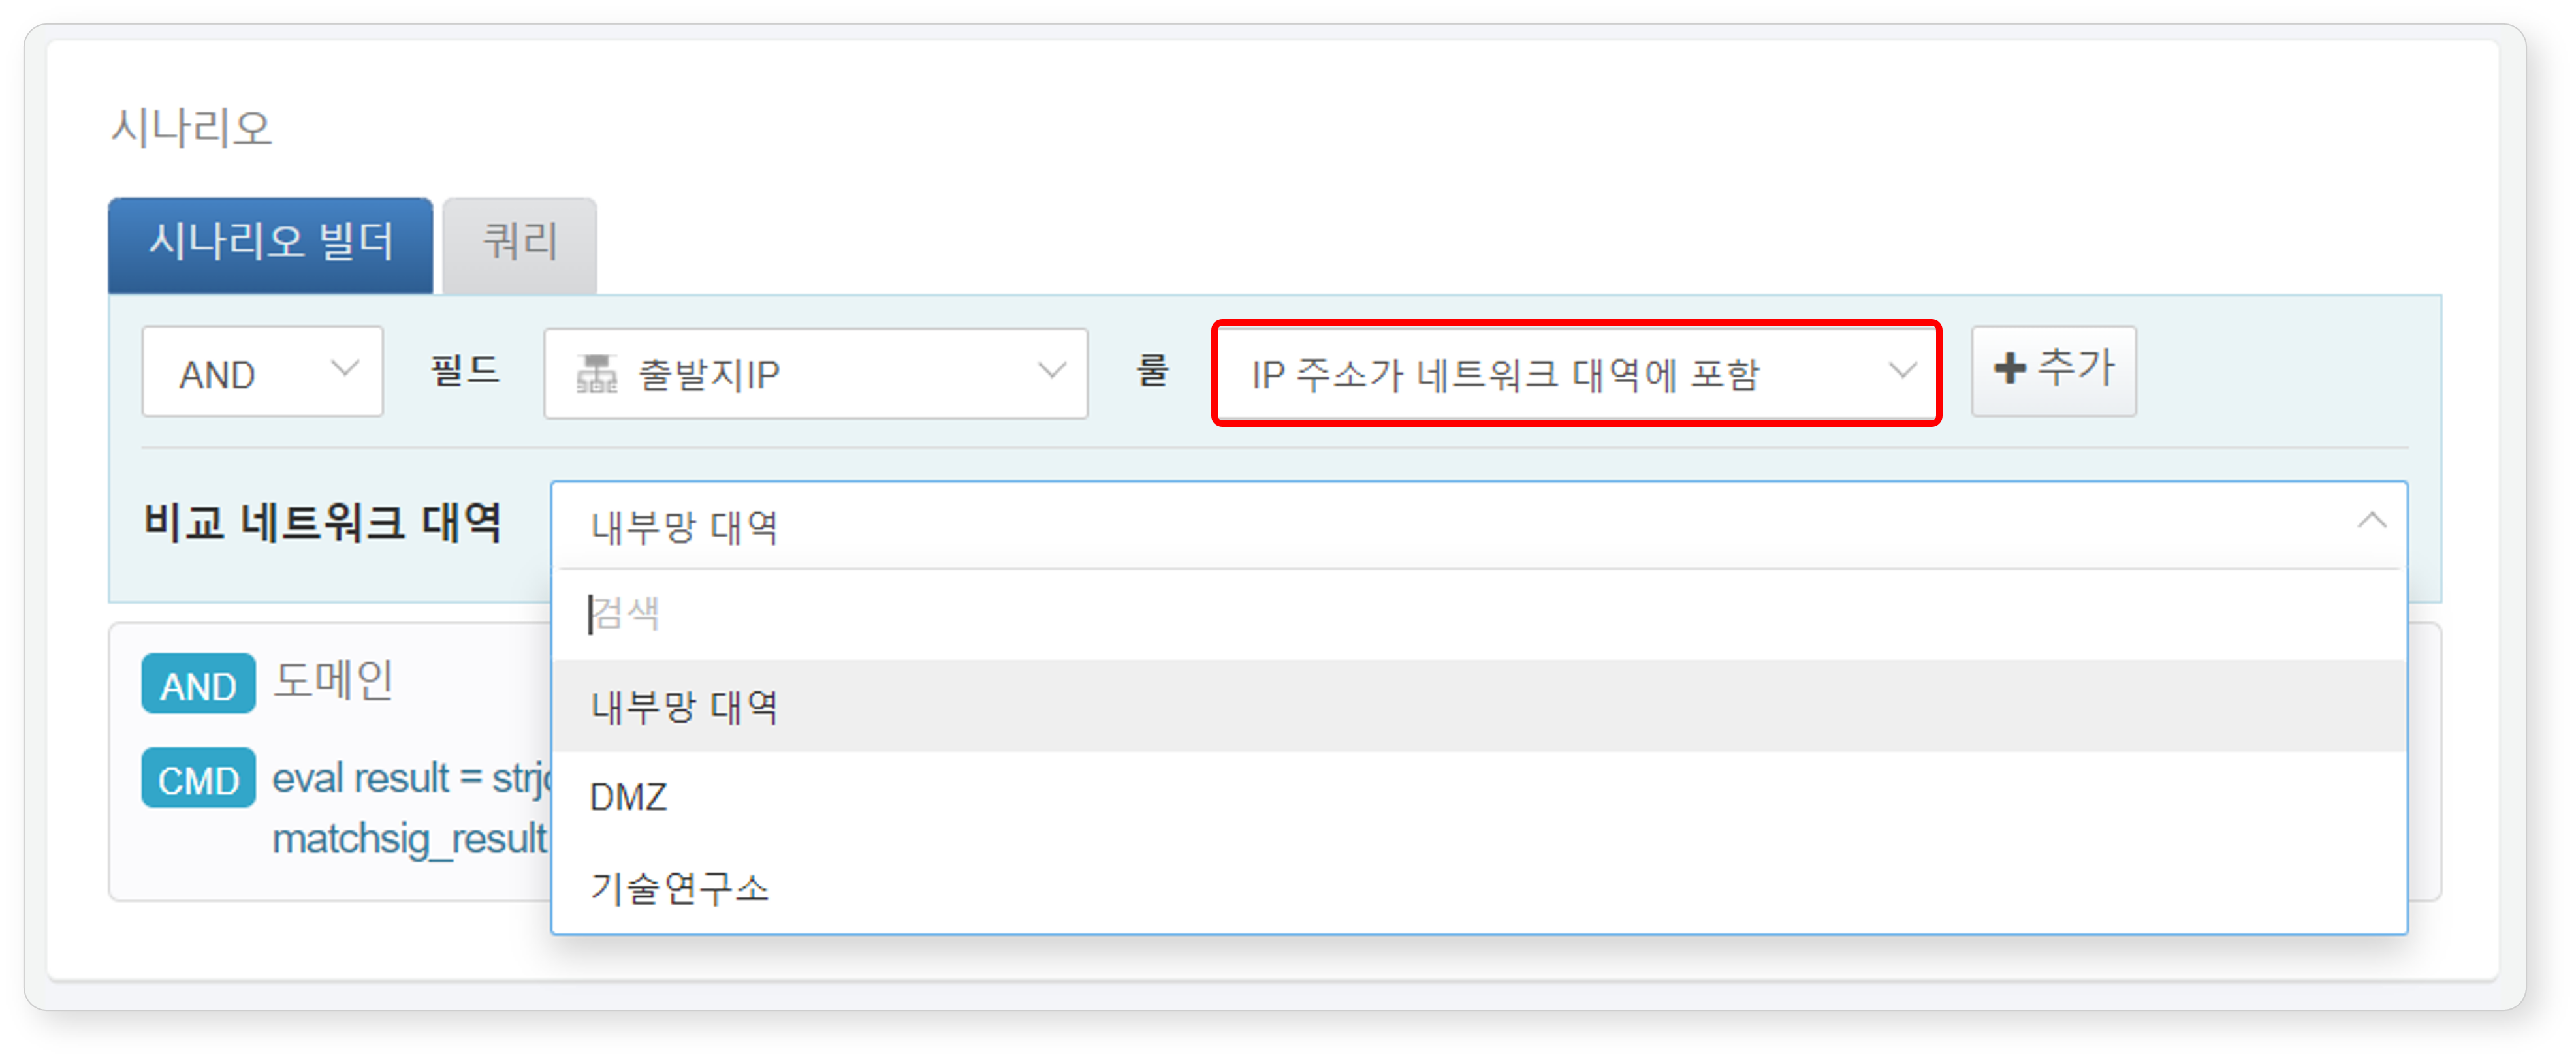 시나리오
시나리오 빌더 쿼리
AND 필드 출발지IP 룰 IP 주소가 네트워크 대역에 포함 추가
비교 네트워크 대역 내부망 대역
검색
AND 도메인
내부망 대역
CMD eval result =
DMZ
matchsig_result
기술연구소